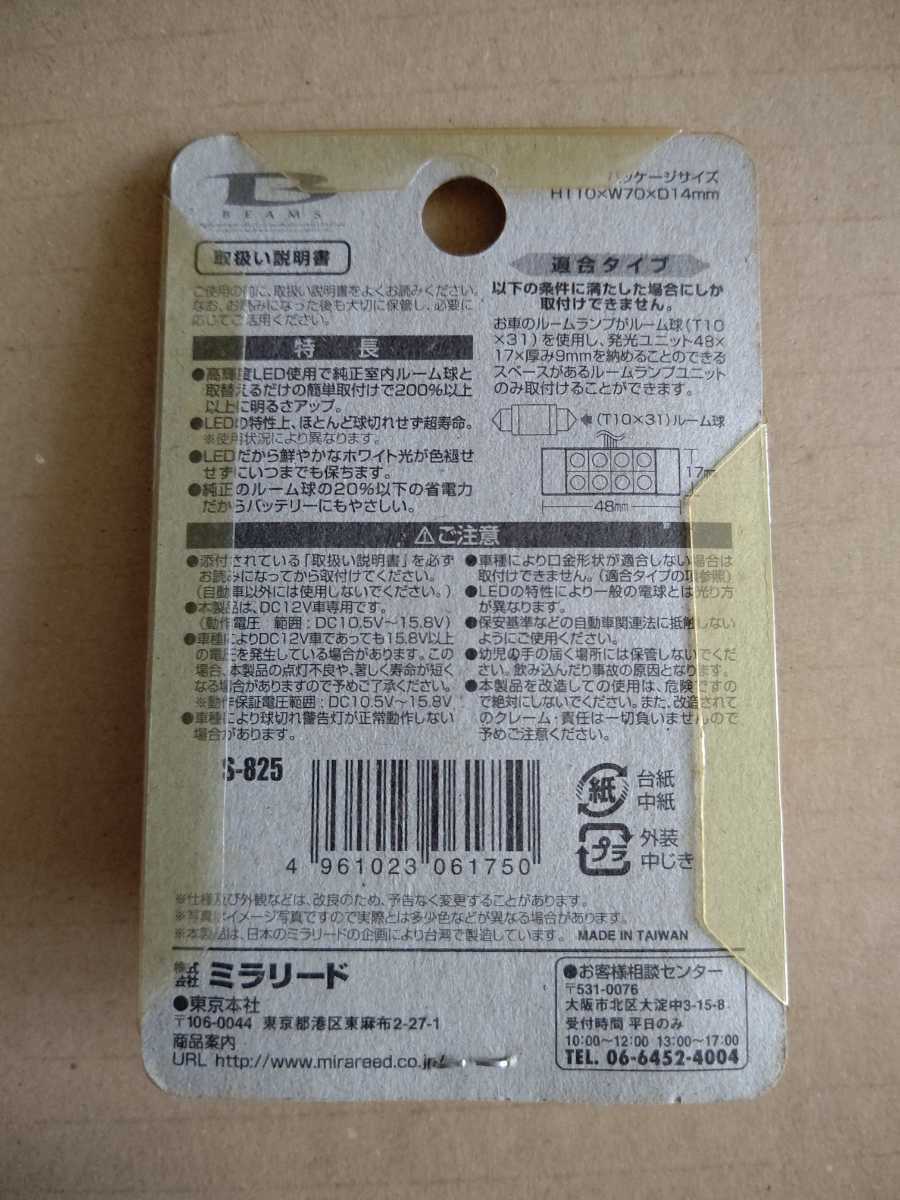 BEAMS
パッケージサイズ
H110×W70×D14mm
取扱い説明書
ご使用の前に、取扱い説明書をよくお読みください。
なお、お読みになった後も大切に保管し、必要に
応じてご活用ください。
特 長
●高輝度LED使用で純正室内ルーム球と
取替えるだけの簡単取付けで200%以上
以上に明るさアップ。
●LEDの特性上、ほとんど球切れせず超寿命。
※使用状況により異なります。
●LEDだから鮮やかなホワイト光が色褪せ
せずにいつまでも保ちます。
●純正のルーム球の20%以下の省電力
だからバッテリーにもやさしい。
適合タイプ
以下の条件に満たした場合にしか
取付けできません。
お車のルームランプがルーム球(T10
×31)を使用し、発光ユニット48×
17×厚み9mmを納めることのできる
スペースがあるルームランプユニット
のみ取付けることができます。
(T10×31)ルーム球
17mm
48mm
⚠ご注意
●添付されている「取扱い説明書」を必ず
お読みになってから取付けてください。
(自動車以外には使用しないでください。)
●本製品は、DC12V車専用です。
(動作電圧 範囲:DC10.5V～15.8V)
●車種によりDC12V車であっても15.8V以上
の電圧を発生している場合があります。この
場合、本製品の点灯不良や、著しく寿命が短く
なる場合がありますので予めご了承ください。
※動作保証電圧範囲:DC10.5V～15.8V
●車種により球切れ警告灯が正常動作しない
場合があります。
●車種により口金形状が適合しない場合は
取付けできません。(適合タイプの項参照)
●LEDの特性により一般の電球とは光り方
が異なります。
●保安基準などの自動車関連法に抵触しない
ようにご使用ください。
●幼児の手の届く場所には保管しないでくだ
さい。飲み込んだり事故の原因となります。
●本製品を改造しての使用は、危険ですの
で絶対にしないでください。また、改造されて
のクレーム・責任は一切負いませんので
予めご注意ください。
S-825
4 961023 061750
紙
台紙
中紙
プラ
外装
中じき
※仕様及び外観などは、改良のため、予告なく変更することがあります。
※写真はイメージ写真ですので実際とは多少色などが異なる場合があります。
※本製品は、日本のミラリードの企画により台湾で製造しています。 MADE IN TAIWAN
株式会社 ミラリード
●東京本社
〒106-0044 東京都港区東麻布2-27-1
商品案内
URL http://www.mirareed.co.jp/
●お客様相談センター
〒531-0076
大阪市北区大淀中3-15-8
受付時間 平日のみ
10:00～12:00 13:00～17:00
TEL. 06-6452-4004